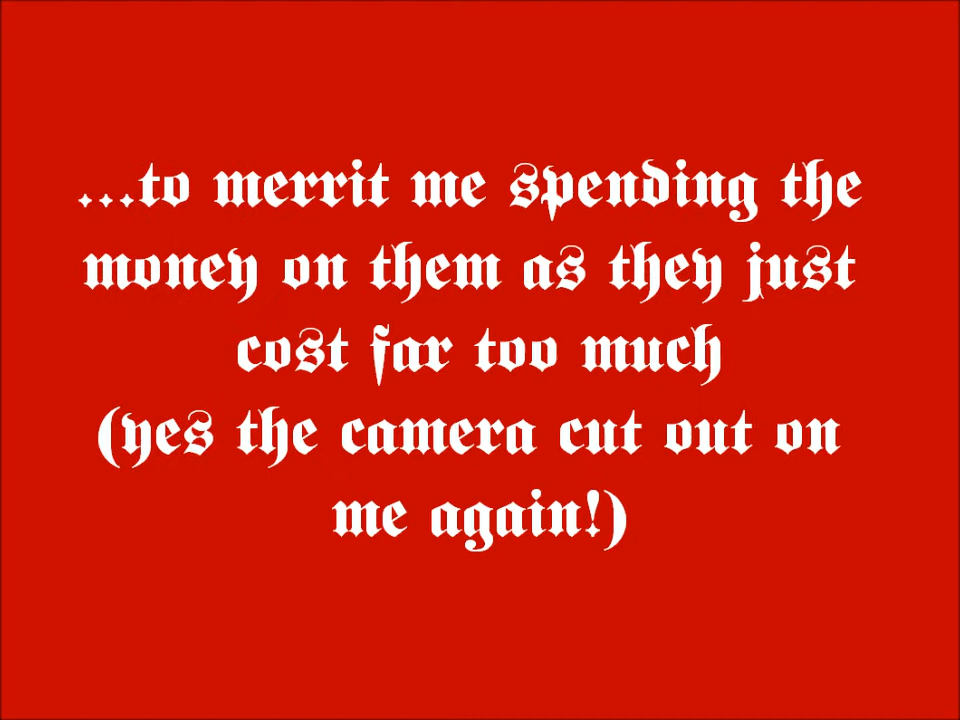 ...to merrit me spending the
money on them as they just
cost far too much
(yes the camera cut out on
me again!)